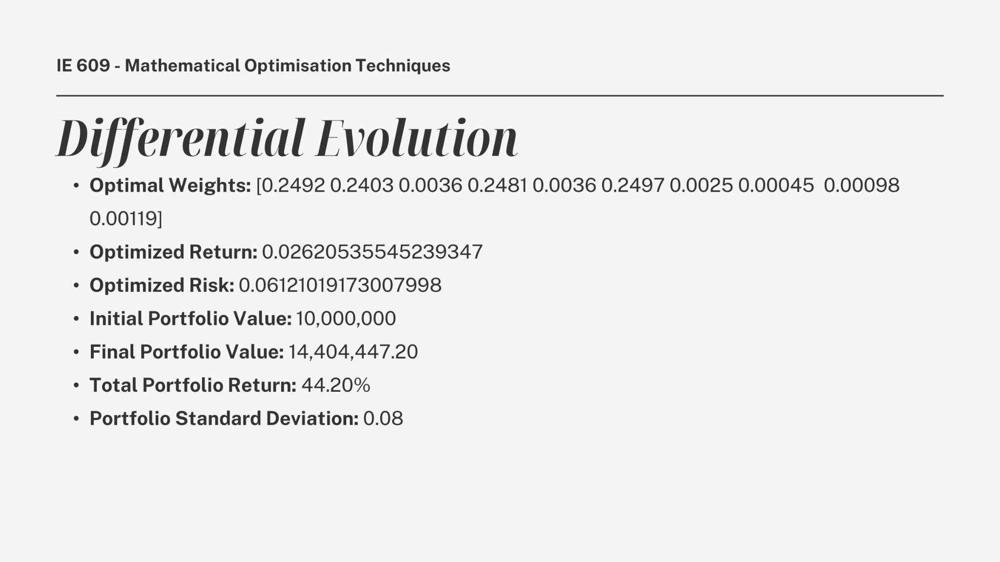 IE 609 - Mathematical Optimisation Techniques
Differential Evolution
• Optimal Weights: [0.2492 0.2403 0.0036 0.2481 0.0036 0.2497 0.0025 0.00045  0.00098
0.00119]
• Optimized Return: 0.02620535545239347
• Optimized Risk: 0.06121019173007998
• Initial Portfolio Value: 10,000,000
• Final Portfolio Value: 14,404,447.20
• Total Portfolio Return: 44.20%
• Portfolio Standard Deviation: 0.08